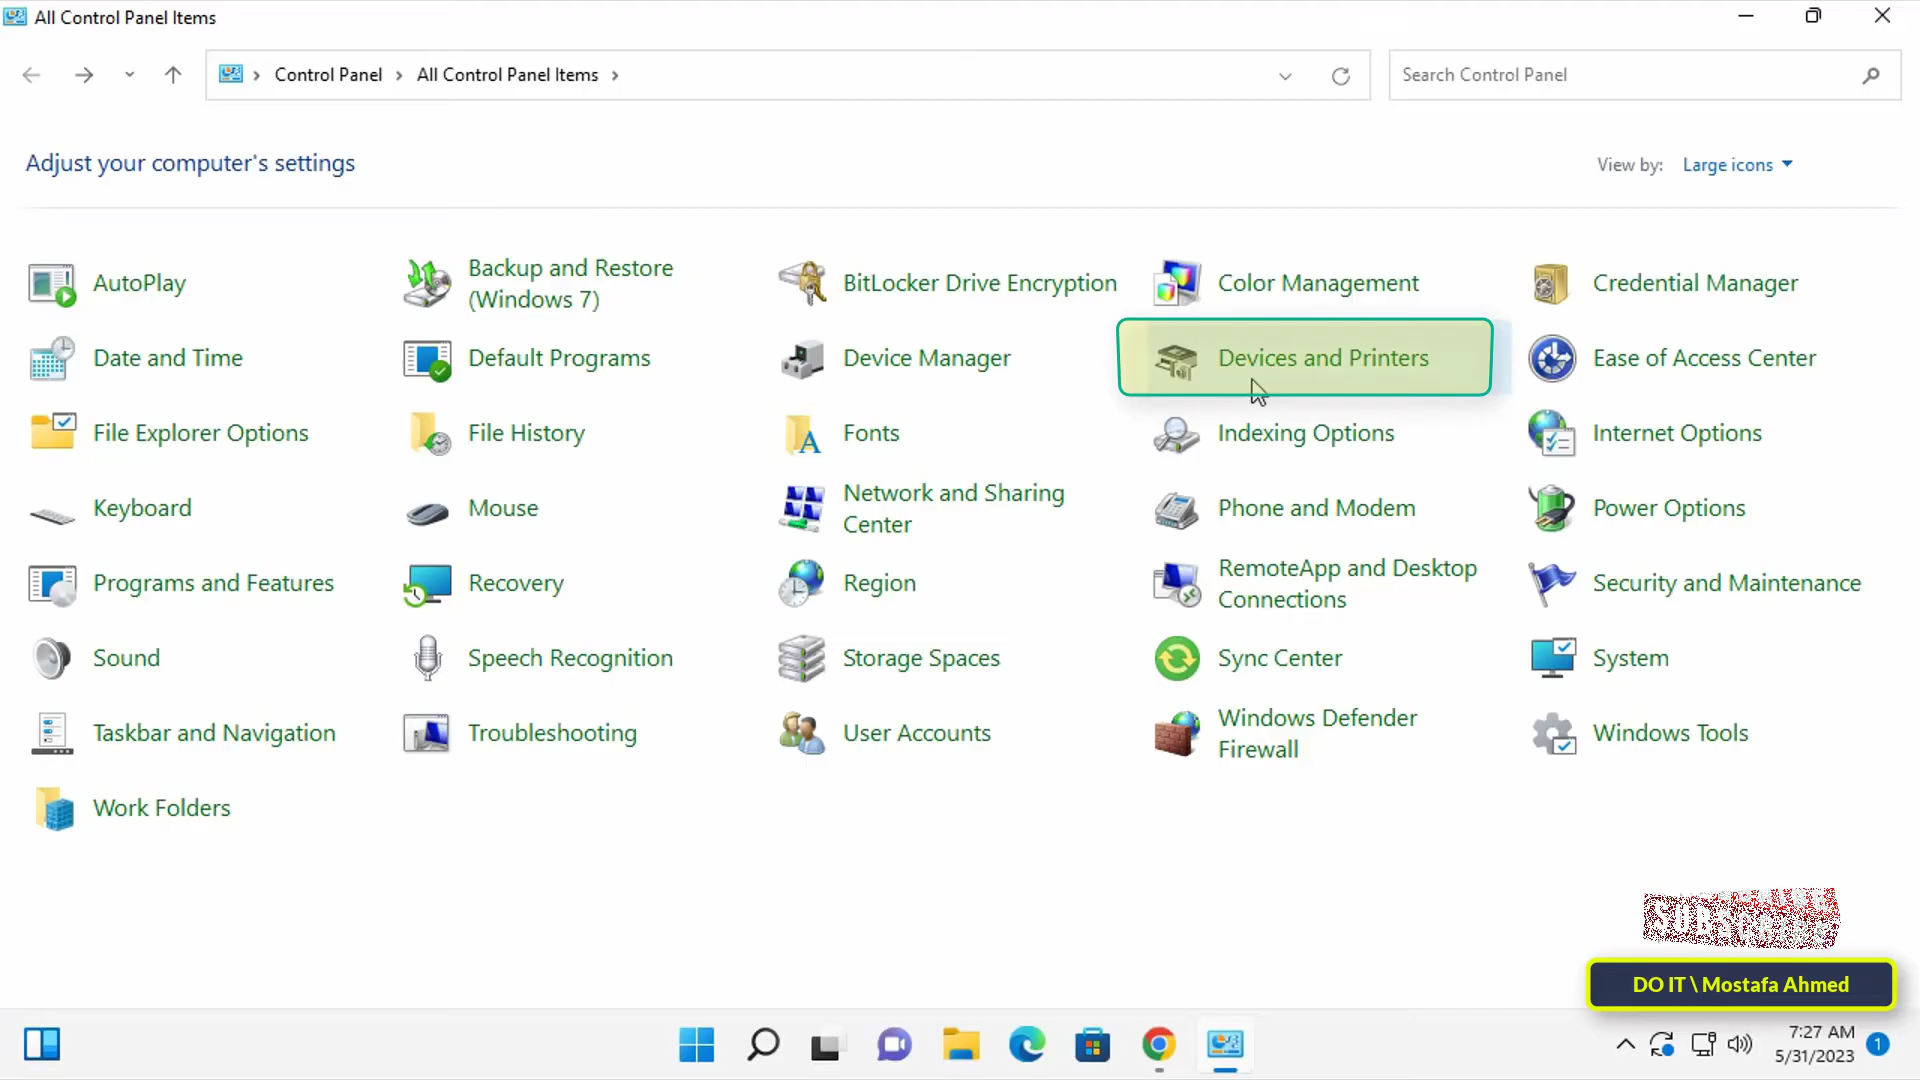 All Control Panel Items
Control Panel > All Control Panel Items >
Search Control Panel
Adjust your computer's settings
View by: Large icons
AutoPlay
Backup and Restore
(Windows 7)
BitLocker Drive Encryption
Color Management
Credential Manager
Date and Time
Default Programs
Device Manager
Devices and Printers
Ease of Access Center
File Explorer Options
File History
Fonts
Indexing Options
Internet Options
Keyboard
Mouse
Network and Sharing
Center
Phone and Modem
Power Options
Programs and Features
Recovery
Region
RemoteApp and Desktop
Connections
Security and Maintenance
Sound
Speech Recognition
Storage Spaces
Sync Center
System
Taskbar and Navigation
Troubleshooting
User Accounts
Windows Defender
Firewall
Windows Tools
Work Folders
SUBSCRIBE
DO IT \ Mostafa Ahmed
7:27 AM
5/31/2023
1